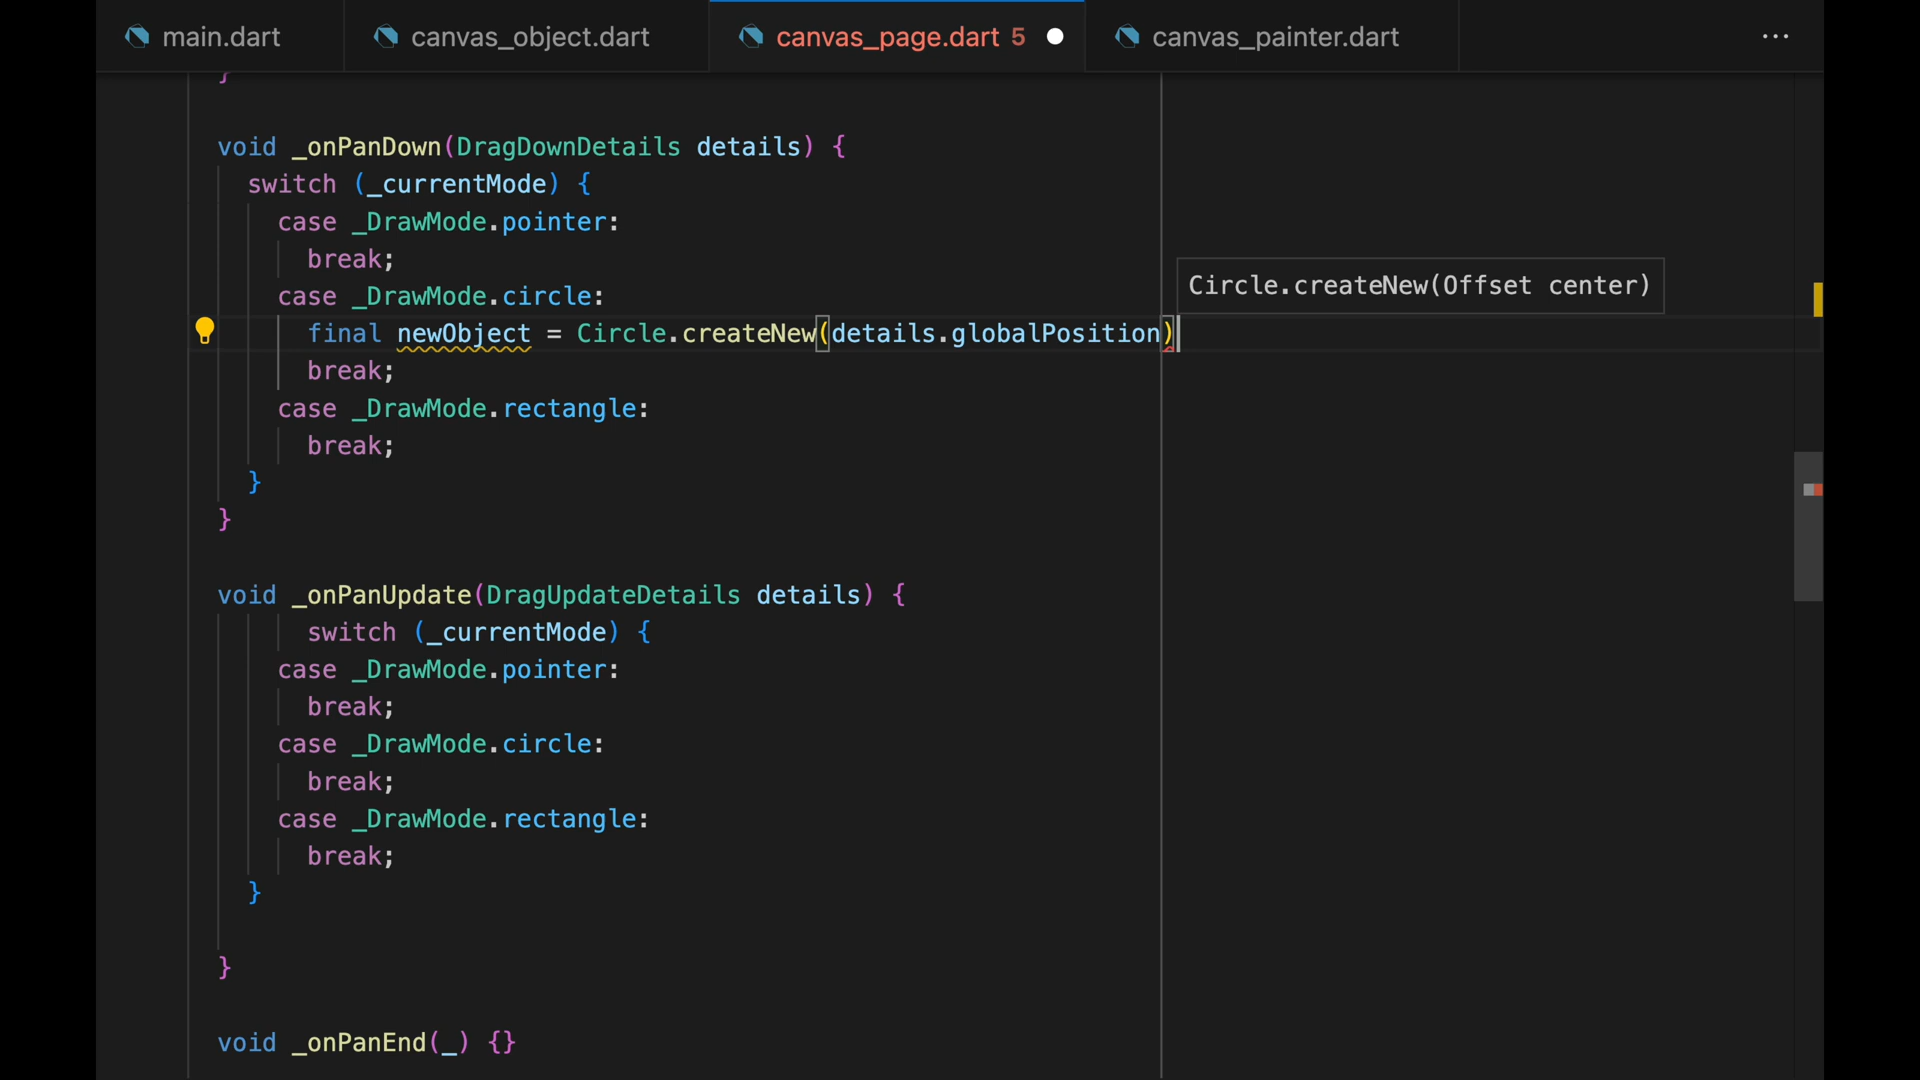 main.dart
canvas_object.dart
canvas_page.dart 5
canvas_painter.dart
...
}
void _onPanDown(DragDownDetails details) {
switch (_currentMode) {
case _DrawMode.pointer:
break;
case _DrawMode.circle:
Circle.createNew(Offset center)
final newObject = Circle.createNew(details.globalPosition)
break;
case _DrawMode.rectangle:
break;
}
}
void _onPanUpdate(DragUpdateDetails details) {
switch (_currentMode) {
case _DrawMode.pointer:
break;
case _DrawMode.circle:
break;
case _DrawMode.rectangle:
break;
}
}
void _onPanEnd(_) {}